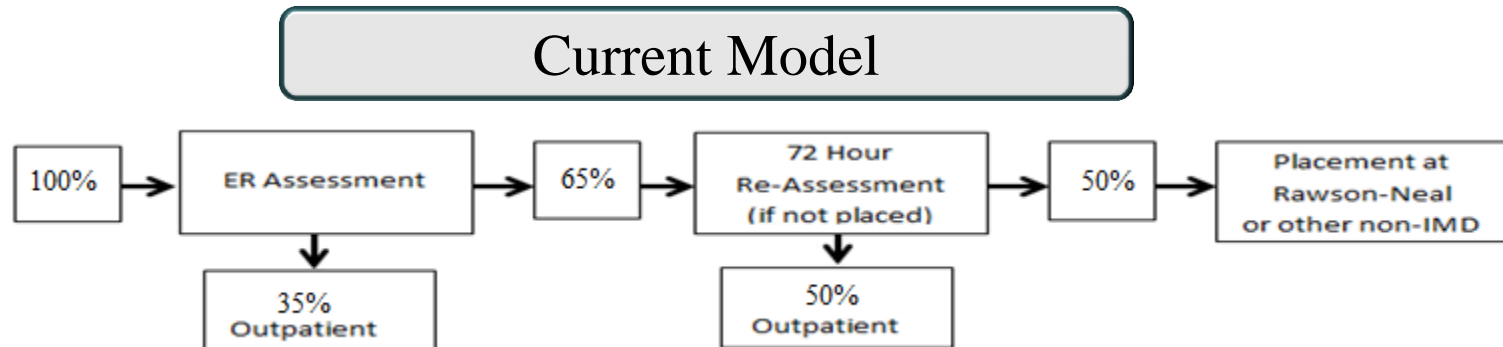 Current Model
100%
ER Assessment
65%
72 Hour
Re-Assessment
(if not placed)
50%
Placement at
Rawson-Neal
or other non-IMD
35%
Outpatient
50%
Outpatient